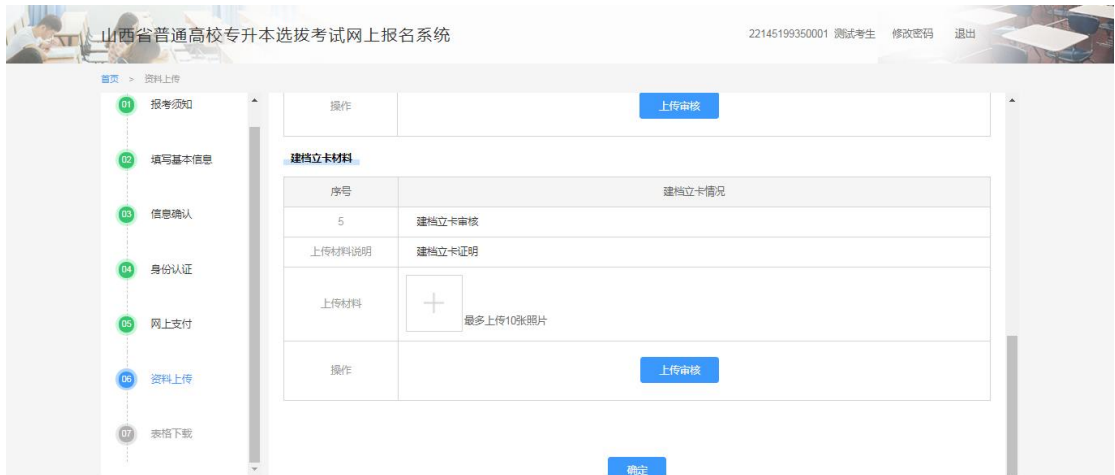 山西省普通高校专升本选拔考试网上报名系统
22145199350001 测试考生 修改密码 退出
首页 > 资料上传
01 报考须知
02 填写基本信息
03 信息确认
04 身份认证
05 网上支付
06 资料上传
07 表格下载
操作 上传审核
建档立卡材料
序号 建档立卡情况
5 建档立卡审核
上传材料说明 建档立卡证明
上传材料 最多上传10张照片
操作 上传审核
确定